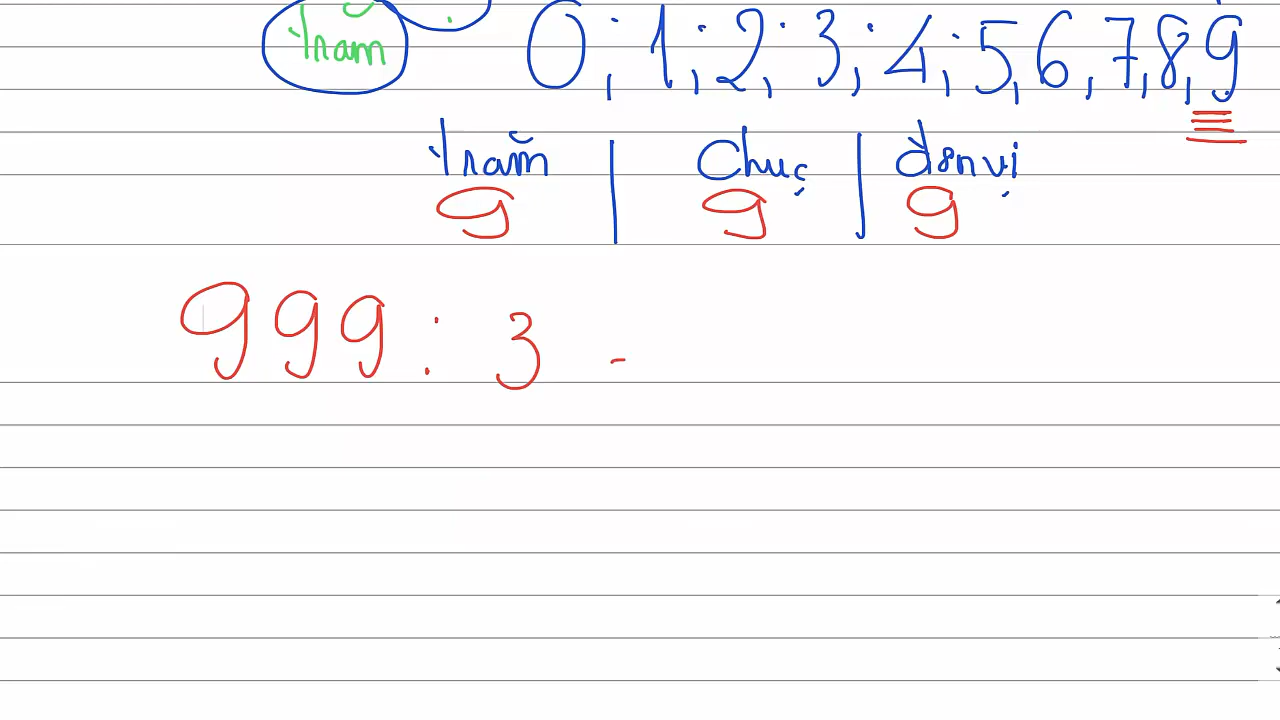 trăm 0; 1; 2; 3; 4; 5, 6, 7, 8, 9
trăm | Chục | đơn vị
9 9 9
999 : 3 -